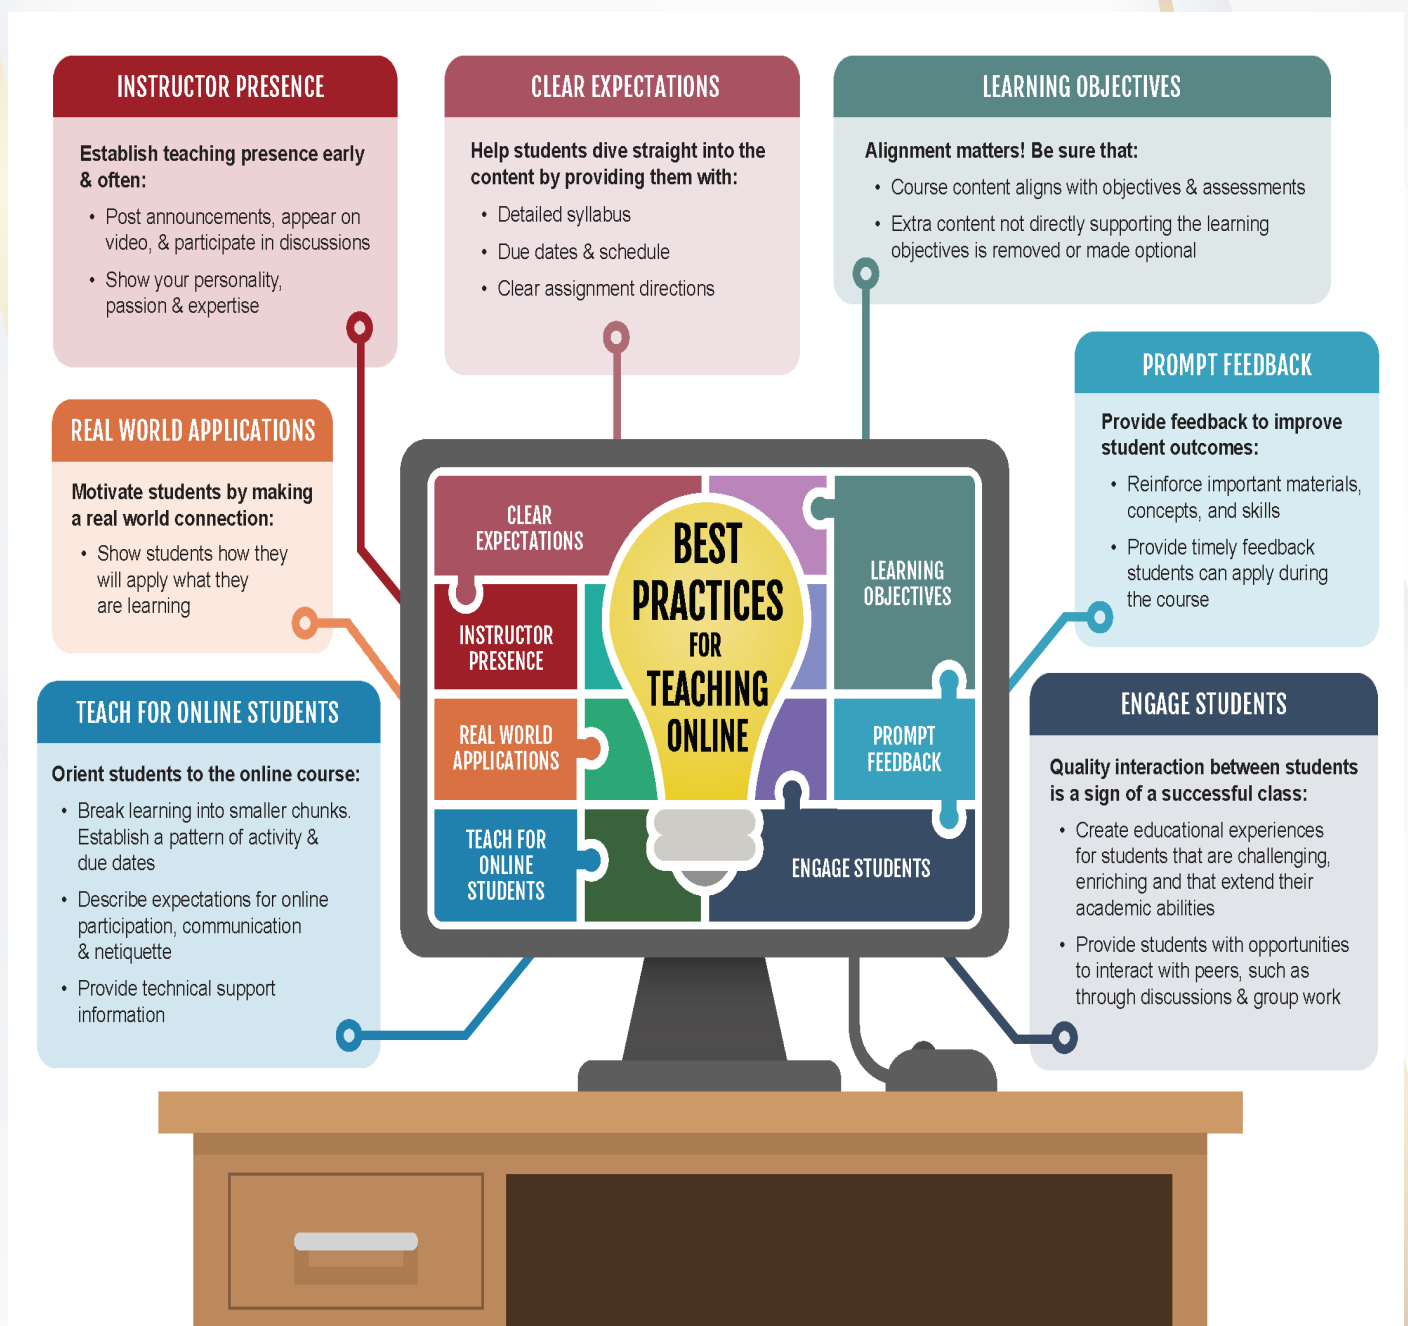 INSTRUCTOR PRESENCE
Establish teaching presence early
& often:
• Post announcements, appear on
video, & participate in discussions
• Show your personality,
passion & expertise
CLEAR EXPECTATIONS
Help students dive straight into the
content by providing them with:
• Detailed syllabus
• Due dates & schedule
• Clear assignment directions
LEARNING OBJECTIVES
Alignment matters! Be sure that:
• Course content aligns with objectives & assessments
• Extra content not directly supporting the learning
objectives is removed or made optional
REAL WORLD APPLICATIONS
Motivate students by making
a real world connection:
• Show students how they
will apply what they
are learning
PROMPT FEEDBACK
Provide feedback to improve
student outcomes:
• Reinforce important materials,
concepts, and skills
• Provide timely feedback
students can apply during
the course
TEACH FOR ONLINE STUDENTS
Orient students to the online course:
• Break learning into smaller chunks.
Establish a pattern of activity &
due dates
• Describe expectations for online
participation, communication
& netiquette
• Provide technical support
information
ENGAGE STUDENTS
Quality interaction between students
is a sign of a successful class:
• Create educational experiences
for students that are challenging,
enriching and that extend their
academic abilities
• Provide students with opportunities
to interact with peers, such as
through discussions & group work
CLEAR
EXPECTATIONS
INSTRUCTOR
PRESENCE
REAL WORLD
APPLICATIONS
TEACH FOR
ONLINE
STUDENTS
BEST
PRACTICES
FOR
TEACHING
ONLINE
LEARNING
OBJECTIVES
PROMPT
FEEDBACK
ENGAGE STUDENTS